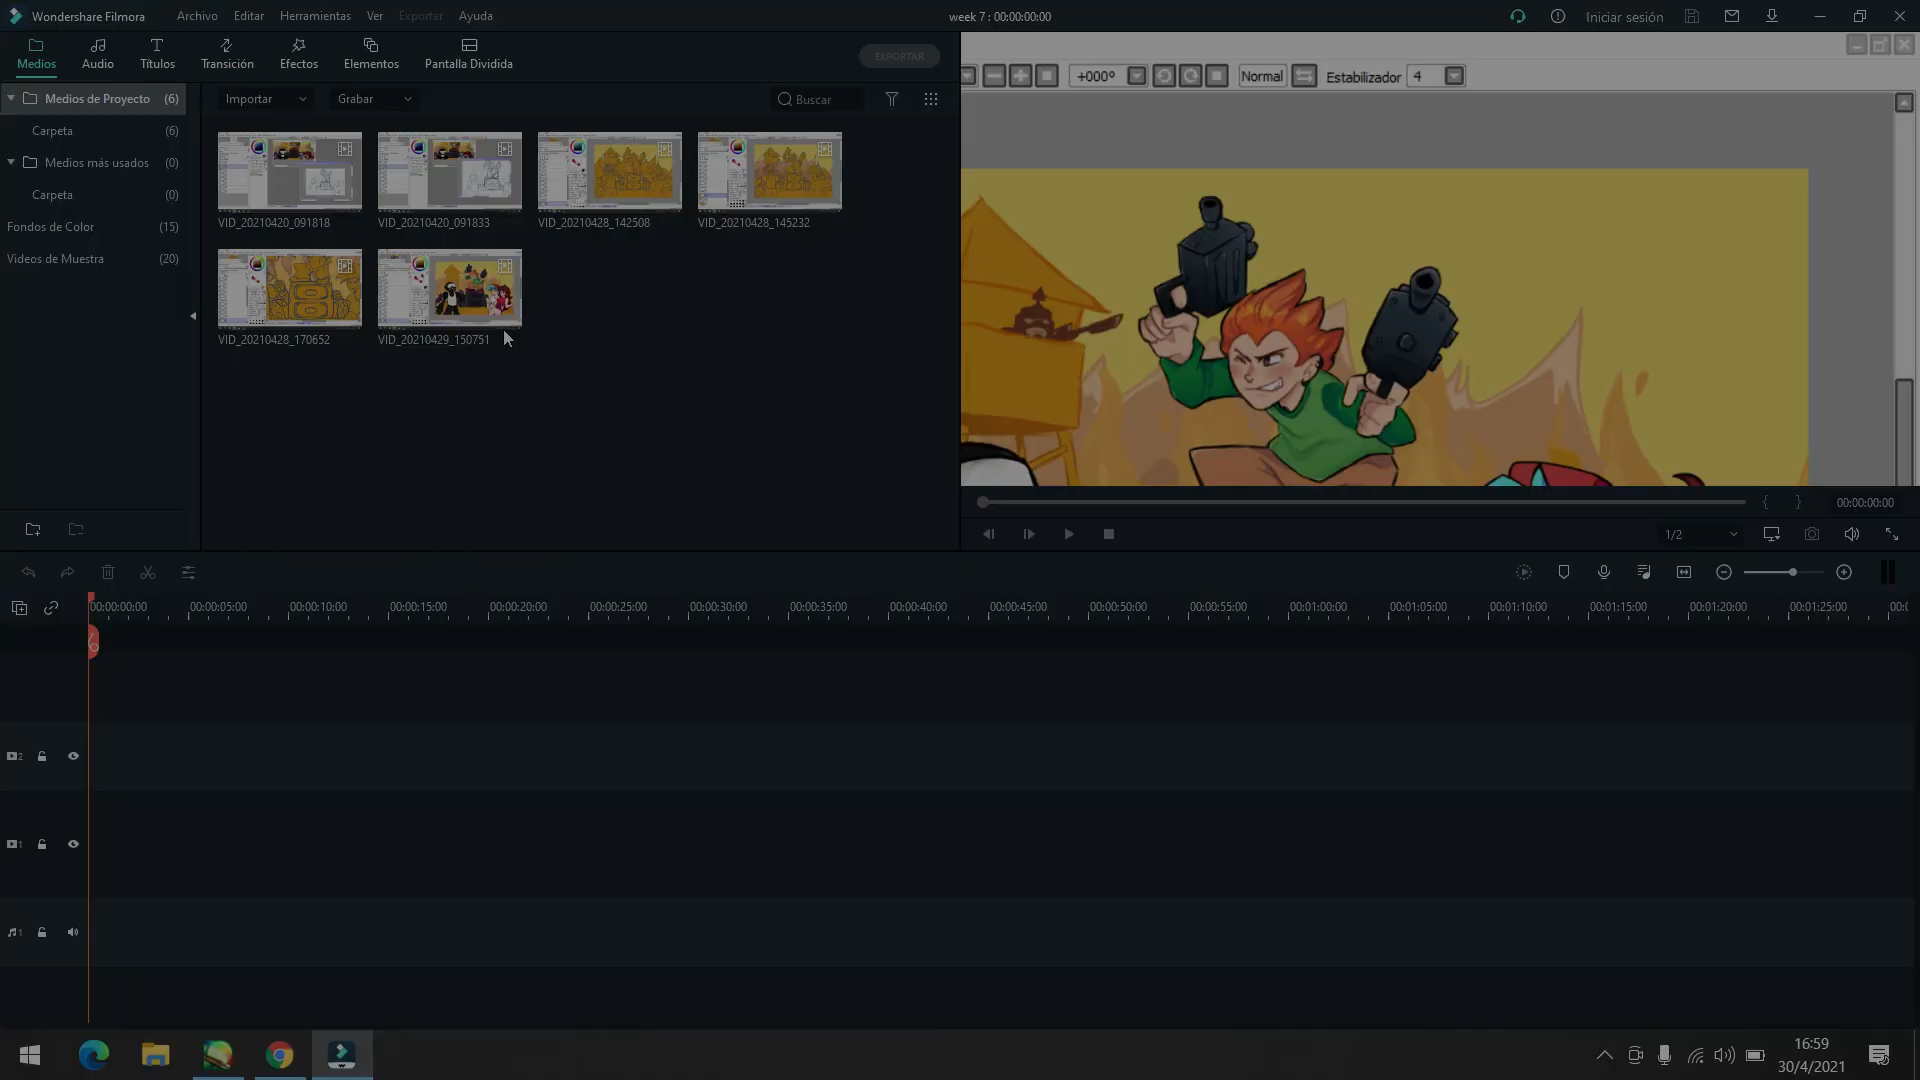 Wondershare Filmora Archivo Editar Herramientas Ver Exportar Ayuda week 7 : 00:00:00:00 Iniciar sesión
Medios Audio Títulos Transición Efectos Elementos Pantalla Dividida EXPORTAR
+000º Normal Estabilizador 4
Medios de Proyecto (6) Importar Grabar Buscar
Carpeta (6)
Medios más usados (0)
Carpeta (0)
Fondos de Color (15)
Videos de Muestra (20)
VID_20210420_091818 VID_20210420_091833 VID_20210428_142508 VID_20210428_145232
VID_20210428_170652 VID_20210429_150751
{ } 00:00:00:00
1/2
00:00:00:00 00:00:05:00 00:00:10:00 00:00:15:00 00:00:20:00 00:00:25:00 00:00:30:00 00:00:35:00 00:00:40:00 00:00:45:00 00:00:50:00 00:00:55:00 00:01:00:00 00:01:05:00 00:01:10:00 00:01:15:00 00:01:20:00 00:01:25:00 00:0
2
1
1
16:59
30/4/2021